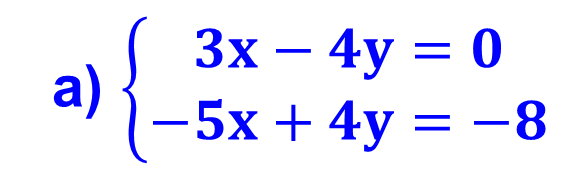 a) { 3x − 4y = 0
−5x + 4y = −8